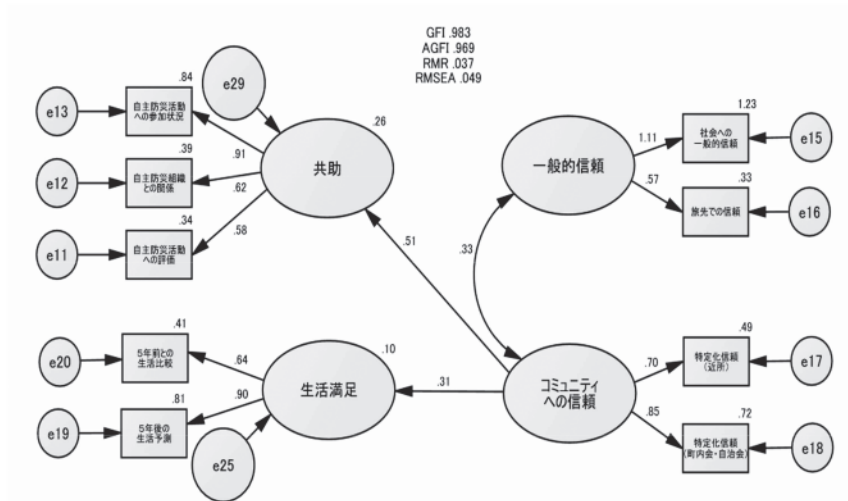 GFI .983
AGFI .969
RMR .037
RMSEA .049
e29
.84
e13
自主防災活動
への参加状況
.91
.26
共助
.39
e12
自主防災組織
との関係
.62
.34
e11
自主防災活動
への評価
.58
一般的信頼
1.11
1.23
社会への
一般的信頼
e15
.57
.33
旅先での信頼
e16
.33
.51
.41
e20
5年前との
生活比較
.64
.10
生活満足
.31
.81
e19
5年後の
生活予測
.90
e25
コミュニティ
への信頼
.70
.49
特定化信頼
(近所)
e17
.85
.72
特定化信頼
(町内会・自治会)
e18